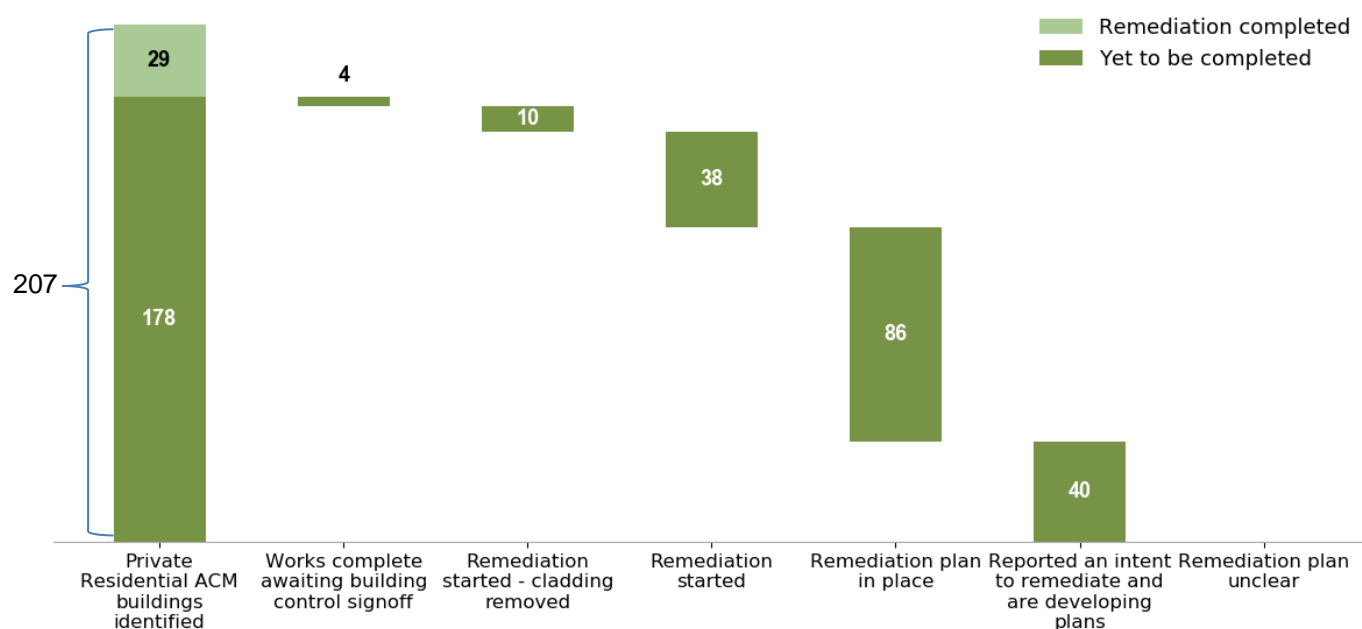 Remediation completed
Yet to be completed
29
4
10
38
207
178
86
40
Private
Residential ACM
buildings
identified
Works complete
awaiting building
control signoff
Remediation
started - cladding
removed
Remediation
started
Remediation plan
in place
Reported an intent
to remediate and
are developing
plans
Remediation plan
unclear